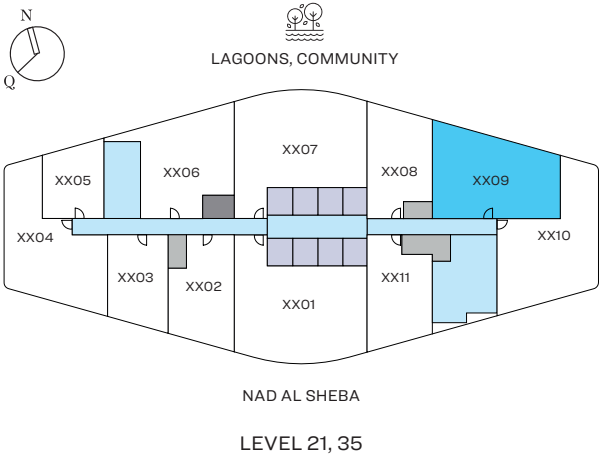 N
Q
LAGOONS, COMMUNITY
XX07
XX06
XX08
XX05
XX09
XX04
XX10
XX03
XX02
XX11
XX01
NAD AL SHEBA
LEVEL 21, 35